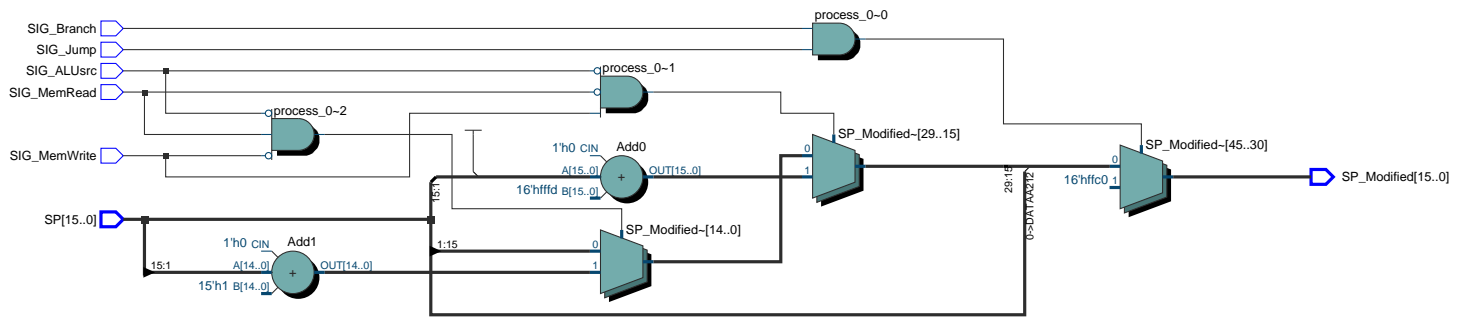 process_0~0
SIG_Branch
SIG_Jump
SIG_ALUsrc
process_0~1
SIG_MemRead
process_0~2
SIG_MemWrite
SP_Modified~[29..15]
SP_Modified~[45..30]
1'h0 CIN
Add0
0
0
A[15..0]
OUT[15..0]
1
SP_Modified[15..0]
16'hfffd B[15..0]
+
16'hffc0
1
15:1
29:15
0->DATAA212
SP[15..0]
SP_Modified~[14..0]
1'h0 CIN
Add1
1:15
0
15:1
A[14..0]
OUT[14..0]
1
+
15'h1 B[14..0]